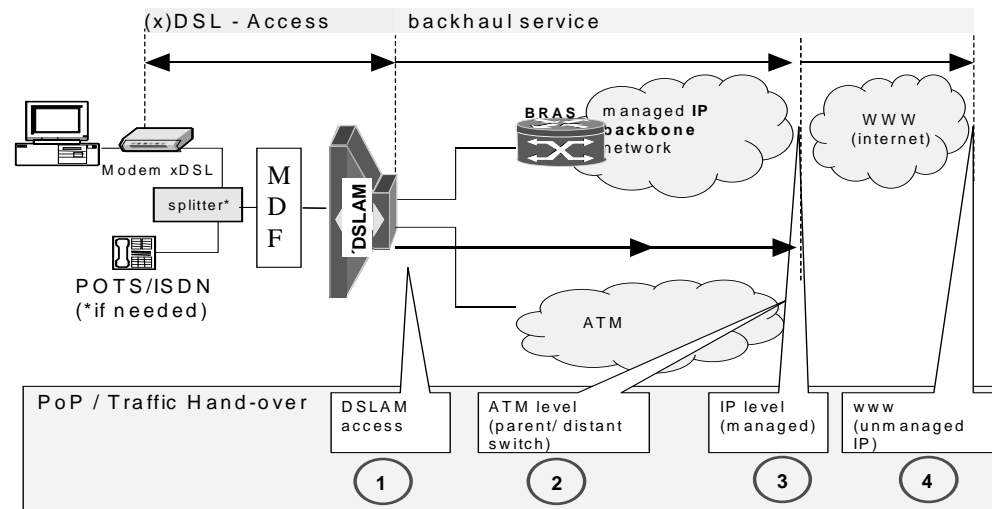 (x)DSL - Access
backhaul service
BRAS
managed IP
backbone
network
WWW
(internet)
Modem xDSL
splitter*
M
D
F
´DSLAM
POTS/ISDN
(*if needed)
ATM
PoP / Traffic Hand-over
DSLAM
access
ATM level
(parent/ distant
switch)
IP level
(managed)
www
(unmanaged
IP)
1
2
3
4